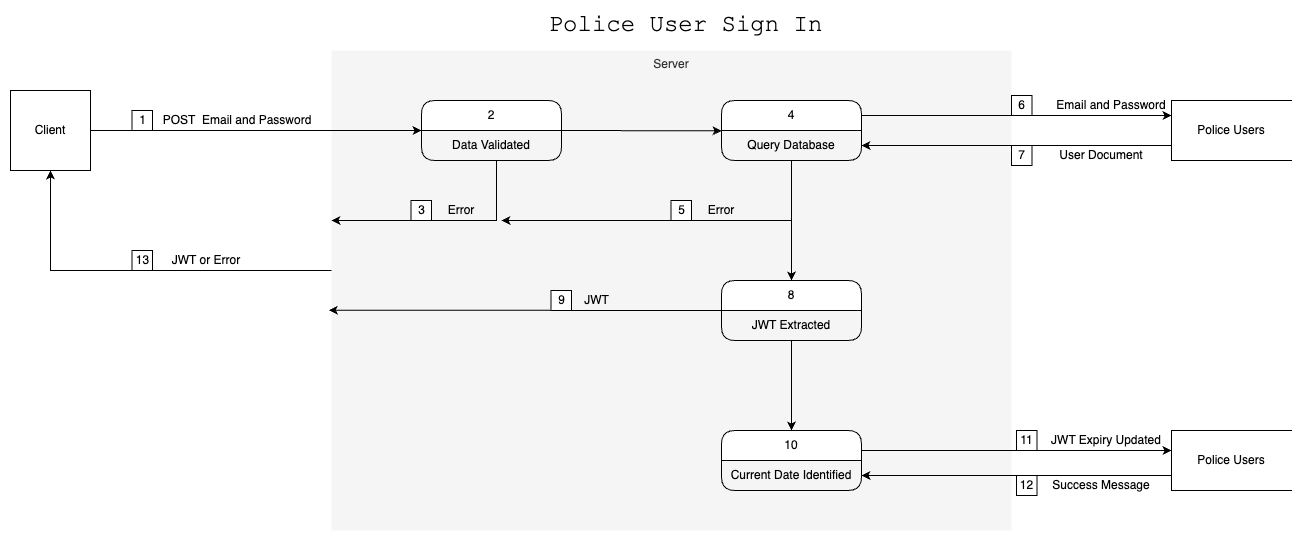 Police User Sign In
Server
Client
1 POST Email and Password
2
Data Validated
4
Query Database
6 Email and Password
Police Users
7 User Document
3 Error
5 Error
13 JWT or Error
8
JWT Extracted
9 JWT
10
Current Date Identified
11 JWT Expiry Updated
Police Users
12 Success Message